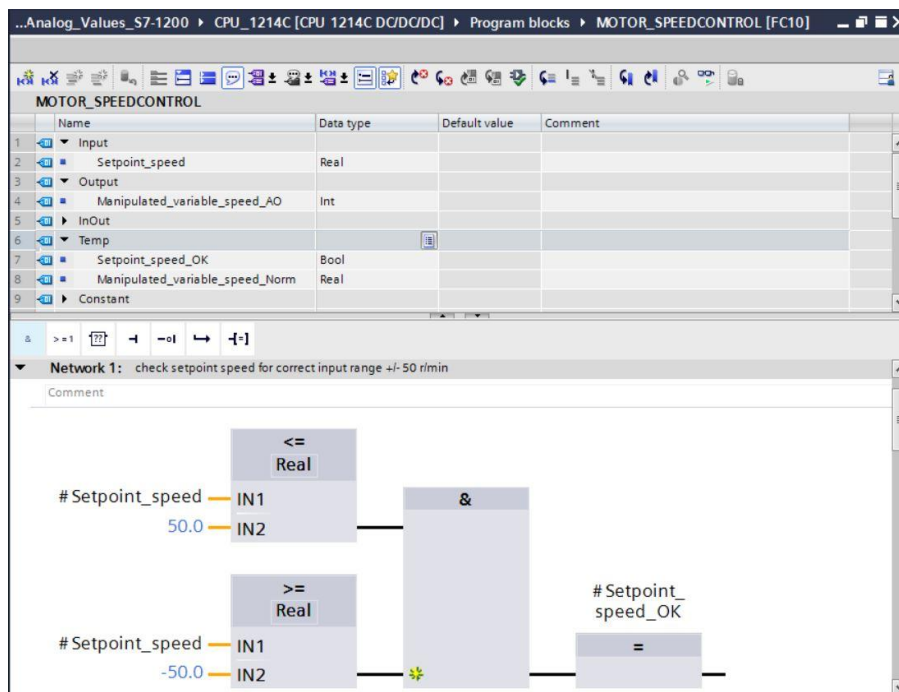 ...Analog_Values_S7-1200 ▸ CPU_1214C [CPU 1214C DC/DC/DC] ▸ Program blocks ▸ MOTOR_SPEEDCONTROL [FC10]
MOTOR_SPEEDCONTROL
Name Data type Default value Comment
1 Input
2 Setpoint_speed Real
3 Output
4 Manipulated_variable_speed_AO Int
5 InOut
6 Temp
7 Setpoint_speed_OK Bool
8 Manipulated_variable_speed_Norm Real
9 Constant
& >=1 ?? -[=]
Network 1: check setpoint speed for correct input range +/- 50 r/min
Comment
<=
Real
#Setpoint_speed IN1
50.0 IN2
&
>=
Real
#Setpoint_speed IN1
-50.0 IN2
#Setpoint_
speed_OK
=